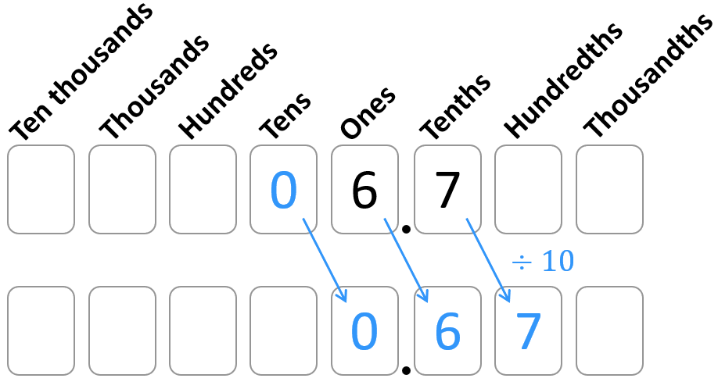 Ten thousands
Thousands
Hundreds
Tens
Ones
Tenths
Hundredths
Thousandths
0 6 . 7
÷ 10
0 . 6 7